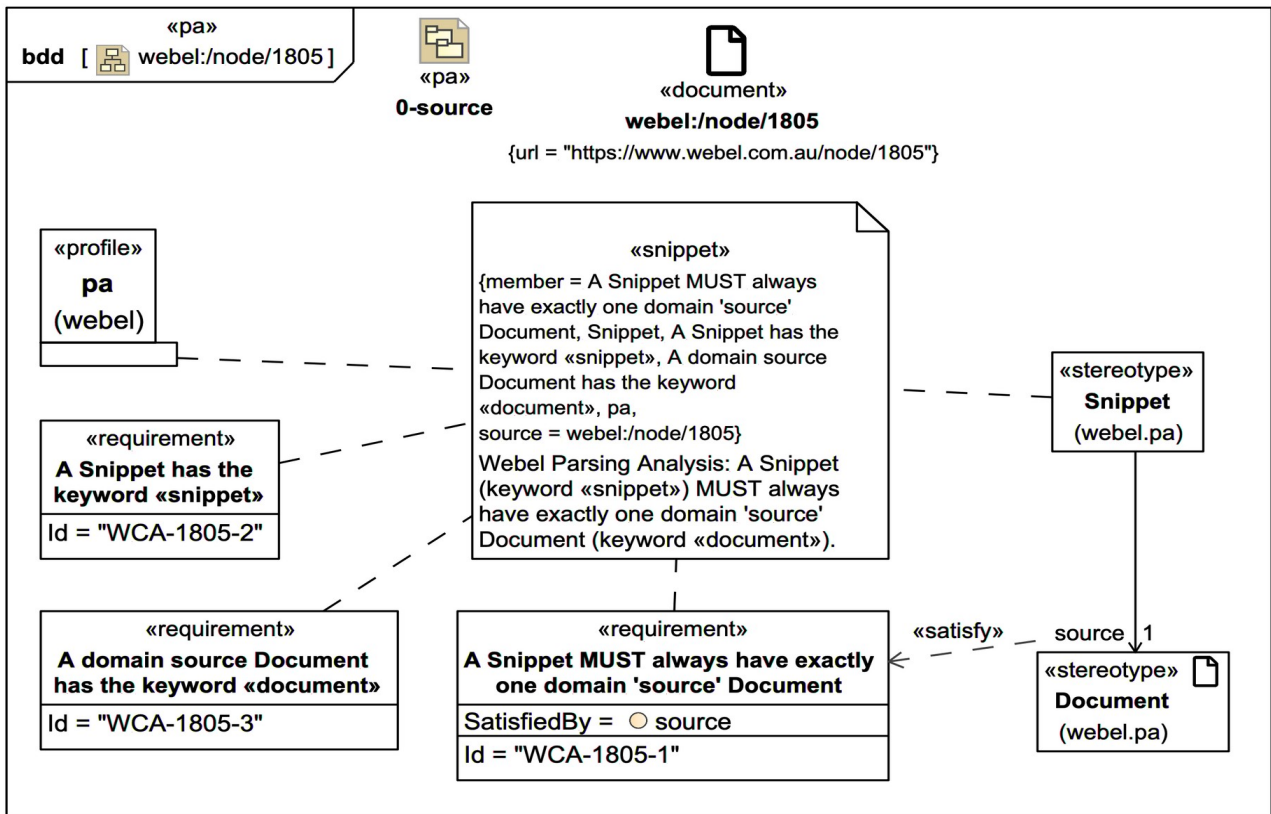 «pa»
bdd [ webel:/node/1805 ]
«pa»
0-source
«document»
webel:/node/1805
{url = "https://www.webel.com.au/node/1805"}
«profile»
pa
(webel)
«snippet»
{member = A Snippet MUST always
have exactly one domain 'source'
Document, Snippet, A Snippet has the
keyword «snippet», A domain source
Document has the keyword
«document», pa,
source = webel:/node/1805}
Webel Parsing Analysis: A Snippet
(keyword «snippet») MUST always
have exactly one domain 'source'
Document (keyword «document»).
«stereotype»
Snippet
(webel.pa)
«requirement»
A Snippet has the
keyword «snippet»
Id = "WCA-1805-2"
«requirement»
A domain source Document
has the keyword «document»
Id = "WCA-1805-3"
«requirement»
A Snippet MUST always have exactly
one domain 'source' Document
SatisfiedBy = source
Id = "WCA-1805-1"
«satisfy»
source 1
«stereotype»
Document
(webel.pa)